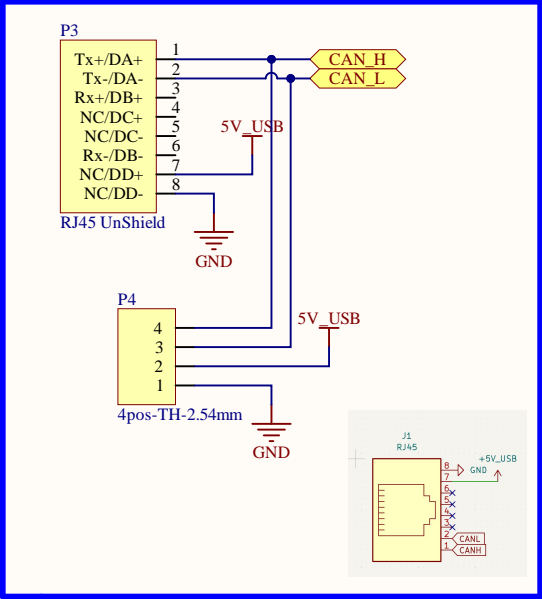 P3
Tx+/DA+ 1 CAN_H
Tx-/DA- 2 CAN_L
Rx+/DB+ 3
NC/DC+ 4
NC/DC- 5 5V_USB
Rx-/DB- 6
NC/DD+ 7
NC/DD- 8
RJ45 UnShield
GND
P4
4 5V_USB
3
2
1
4pos-TH-2.54mm
GND
J1
RJ45
8 GND +5V_USB
7
6
5
4
3
2 CANL
1 CANH